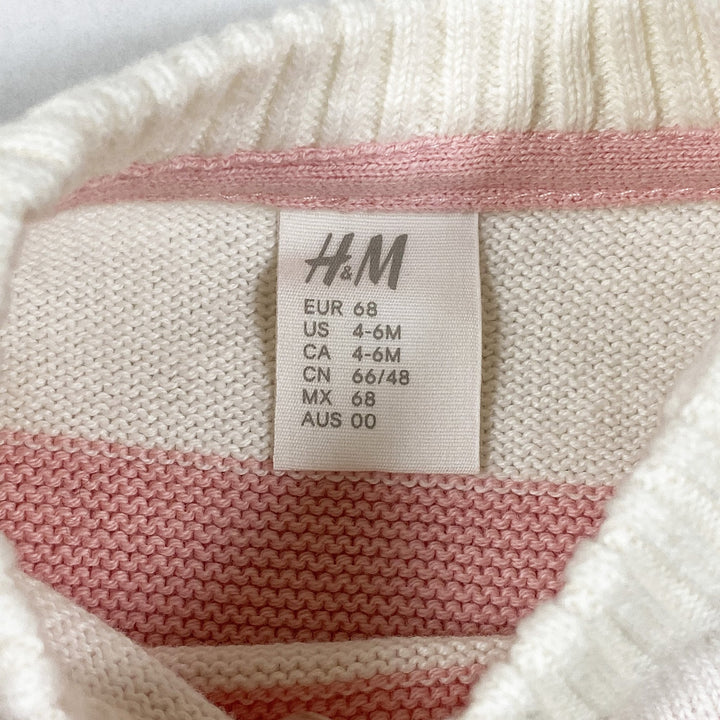 H&M
EUR 68
US 4-6M
CA 4-6M
CN 66/48
MX 68
AUS 00